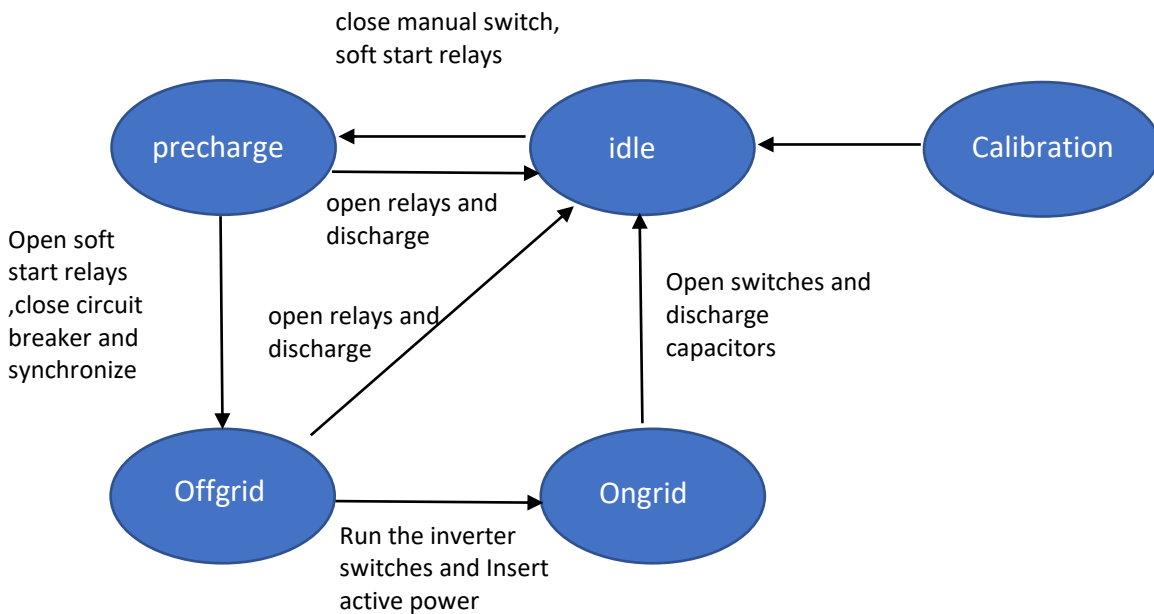 close manual switch,
soft start relays
precharge
idle
Calibration
open relays and
discharge
Open soft
start relays
,close circuit
breaker and
synchronize
open relays and
discharge
Open switches and
discharge
capacitors
Offgrid
Ongrid
Run the inverter
switches and Insert
active power